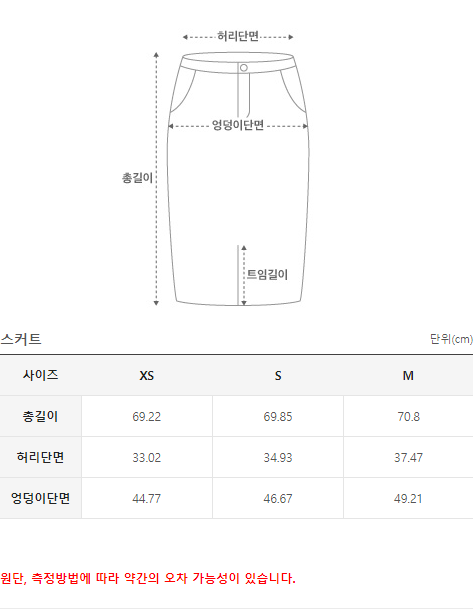 허리단면
엉덩이단면
총길이
트임길이
스커트 단위(cm)
사이즈 XS S M
총길이 69.22 69.85 70.8
허리단면 33.02 34.93 37.47
엉덩이단면 44.77 46.67 49.21
원단, 측정방법에 따라 약간의 오차 가능성이 있습니다.